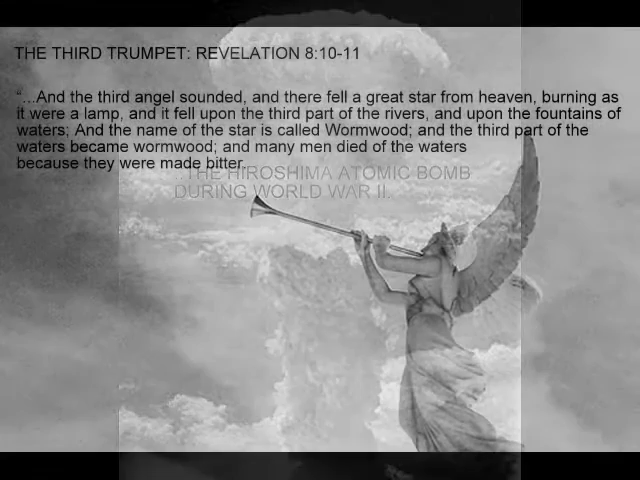 THE THIRD TRUMPET: REVELATION 8:10-11
“...And the third angel sounded, and there fell a great star from heaven, burning as
it were a lamp, and it fell upon the third part of the rivers, and upon the fountains of
waters; And the name of the star is called Wormwood; and the third part of the
waters became wormwood; and many men died of the waters
because they were made bitter.
...THE HIROSHIMA ATOMIC BOMB
DURING WORLD WAR II.